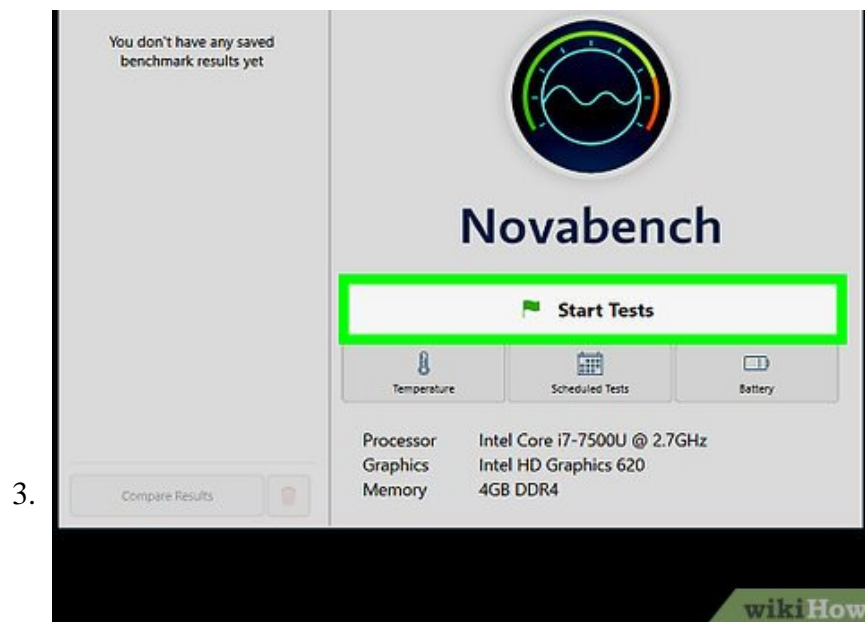 You don't have any saved
benchmark results yet
Novabench
Start Tests
Temperature
Scheduled Tests
Battery
Processor Intel Core i7-7500U @ 2.7GHz
Graphics Intel HD Graphics 620
Memory 4GB DDR4
Compare Results
3.
wikiHow